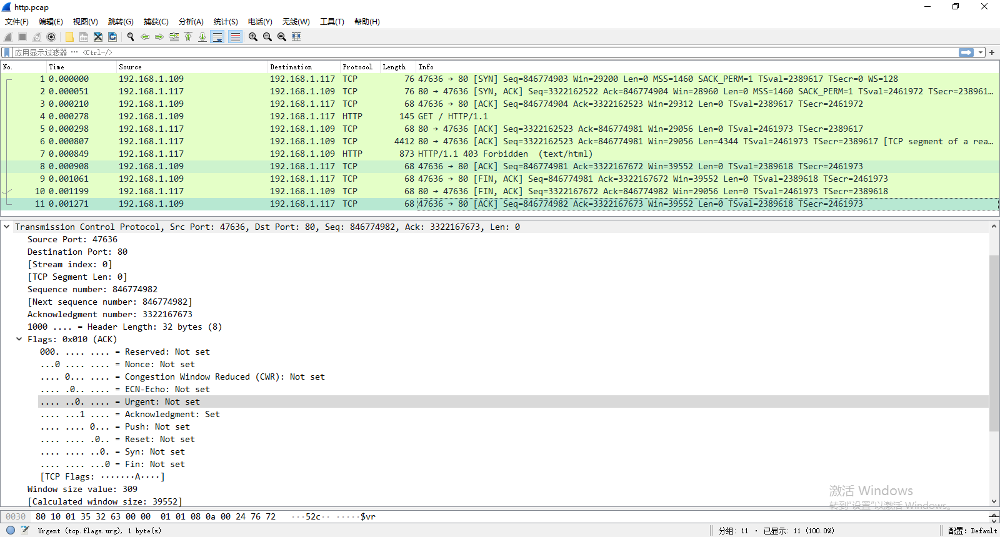 http.pcap
文件(F) 编辑(E) 视图(V) 跳转(G) 捕获(C) 分析(A) 统计(S) 电话(Y) 无线(W) 工具(T) 帮助(H)
应用显示过滤器 … <Ctrl-/>
No. Time Source Destination Protocol Length Info
1 0.000000 192.168.1.109 192.168.1.117 TCP 76 47636 → 80 [SYN] Seq=846774903 Win=29200 Len=0 MSS=1460 SACK_PERM=1 TSval=2389617 TSecr=0 WS=128
2 0.000051 192.168.1.117 192.168.1.109 TCP 76 80 → 47636 [SYN, ACK] Seq=3322162522 Ack=846774904 Win=28960 Len=0 MSS=1460 SACK_PERM=1 TSval=2461972 TSecr=238961…
3 0.000210 192.168.1.109 192.168.1.117 TCP 68 47636 → 80 [ACK] Seq=846774904 Ack=3322162523 Win=29312 Len=0 TSval=2389617 TSecr=2461972
4 0.000278 192.168.1.109 192.168.1.117 HTTP 145 GET / HTTP/1.1
5 0.000298 192.168.1.117 192.168.1.109 TCP 68 80 → 47636 [ACK] Seq=3322162523 Ack=846774981 Win=29056 Len=0 TSval=2461973 TSecr=2389617
6 0.000807 192.168.1.117 192.168.1.109 TCP 4412 80 → 47636 [ACK] Seq=3322162523 Ack=846774981 Win=29056 Len=4344 TSval=2461973 TSecr=2389617 [TCP segment of a rea…
7 0.000849 192.168.1.117 192.168.1.109 HTTP 873 HTTP/1.1 403 Forbidden (text/html)
8 0.000908 192.168.1.109 192.168.1.117 TCP 68 47636 → 80 [ACK] Seq=846774981 Ack=3322167672 Win=39552 Len=0 TSval=2389618 TSecr=2461973
9 0.001061 192.168.1.109 192.168.1.117 TCP 68 47636 → 80 [FIN, ACK] Seq=846774981 Ack=3322167672 Win=39552 Len=0 TSval=2389618 TSecr=2461973
10 0.001199 192.168.1.117 192.168.1.109 TCP 68 80 → 47636 [FIN, ACK] Seq=3322167672 Ack=846774982 Win=29056 Len=0 TSval=2461973 TSecr=2389618
11 0.001271 192.168.1.109 192.168.1.117 TCP 68 47636 → 80 [ACK] Seq=846774982 Ack=3322167673 Win=39552 Len=0 TSval=2389618 TSecr=2461973
Transmission Control Protocol, Src Port: 47636, Dst Port: 80, Seq: 846774982, Ack: 3322167673, Len: 0
Source Port: 47636
Destination Port: 80
[Stream index: 0]
[TCP Segment Len: 0]
Sequence number: 846774982
[Next sequence number: 846774982]
Acknowledgment number: 3322167673
1000 .... = Header Length: 32 bytes (8)
Flags: 0x010 (ACK)
000. .... .... = Reserved: Not set
...0 .... .... = Nonce: Not set
.... 0... .... = Congestion Window Reduced (CWR): Not set
.... .0.. .... = ECN-Echo: Not set
.... ..0. .... = Urgent: Not set
.... ...1 .... = Acknowledgment: Set
.... .... 0... = Push: Not set
.... .... .0.. = Reset: Not set
.... .... ..0. = Syn: Not set
.... .... ...0 = Fin: Not set
[TCP Flags: ·······A····]
Window size value: 309
[Calculated window size: 39552]
激活 Windows
转到"设置"以激活 Windows。
0030 80 10 01 35 32 63 00 00 01 01 08 0a 00 24 76 72 ···52c·· ·····$vr
Urgent (tcp.flags.urg), 1 byte(s) 分组: 11 · 已显示: 11 (100.0%) 配置: Default